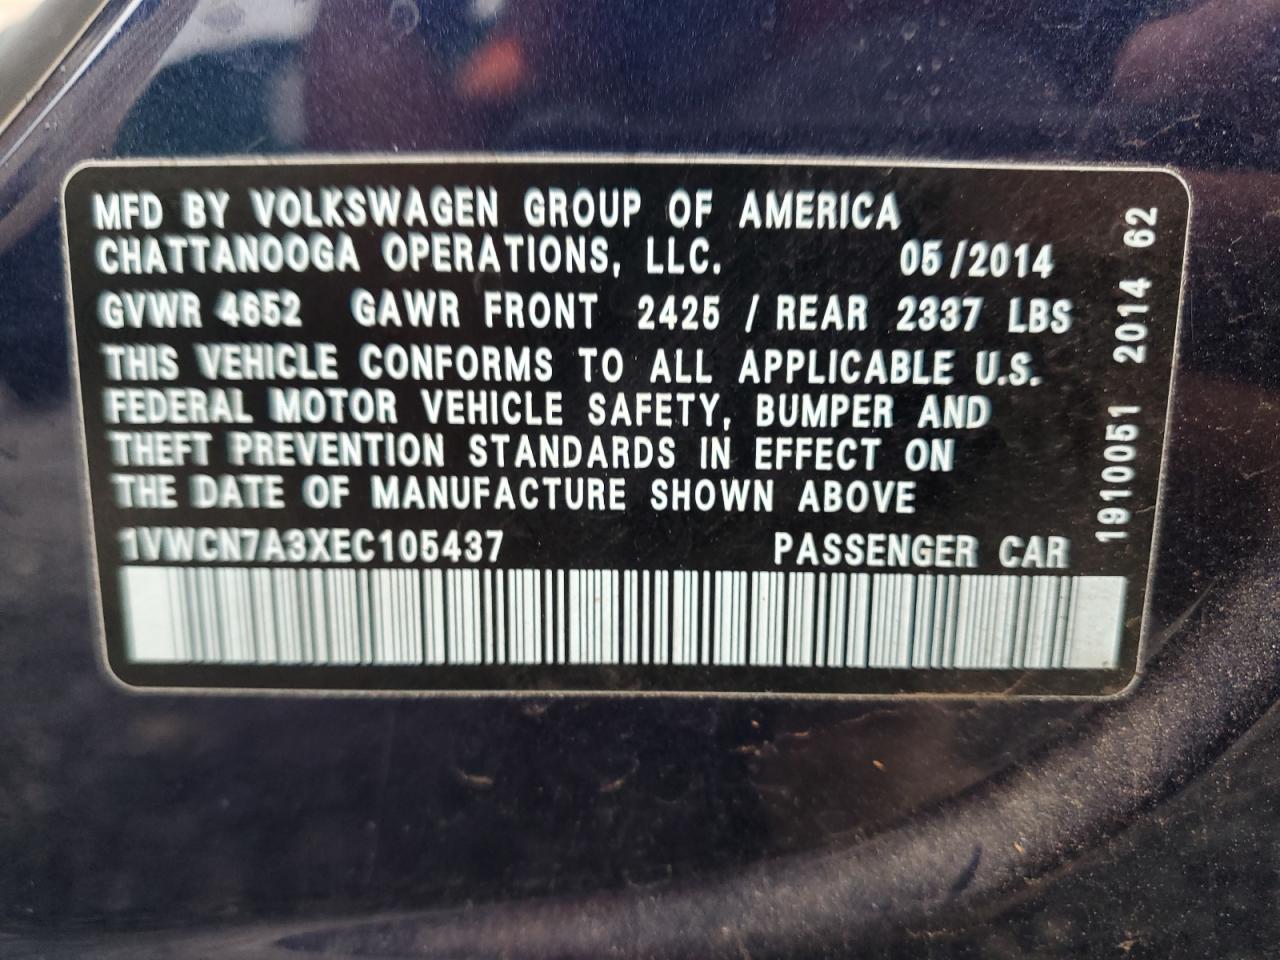 MFD BY VOLKSWAGEN GROUP OF AMERICA
CHATTANOOGA OPERATIONS, LLC. 05/2014
GVWR 4652 GAWR FRONT 2425 / REAR 2337 LBS
THIS VEHICLE CONFORMS TO ALL APPLICABLE U.S.
FEDERAL MOTOR VEHICLE SAFETY, BUMPER AND
THEFT PREVENTION STANDARDS IN EFFECT ON
THE DATE OF MANUFACTURE SHOWN ABOVE
1VWCN7A3XEC105437 PASSENGER CAR
1910051 2014 62